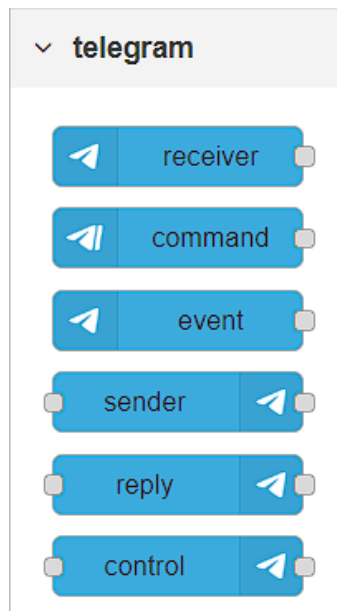 telegram
receiver
command
event
sender
reply
control